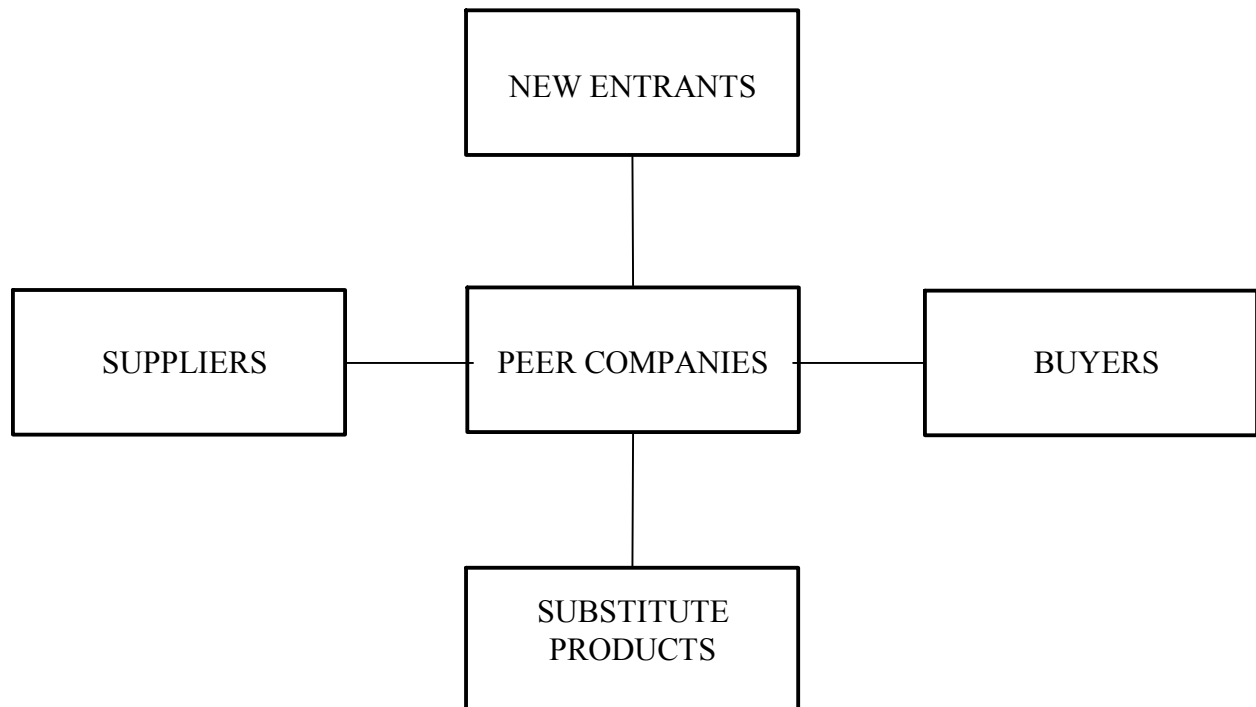 NEW ENTRANTS
SUPPLIERS
PEER COMPANIES
BUYERS
SUBSTITUTE
PRODUCTS